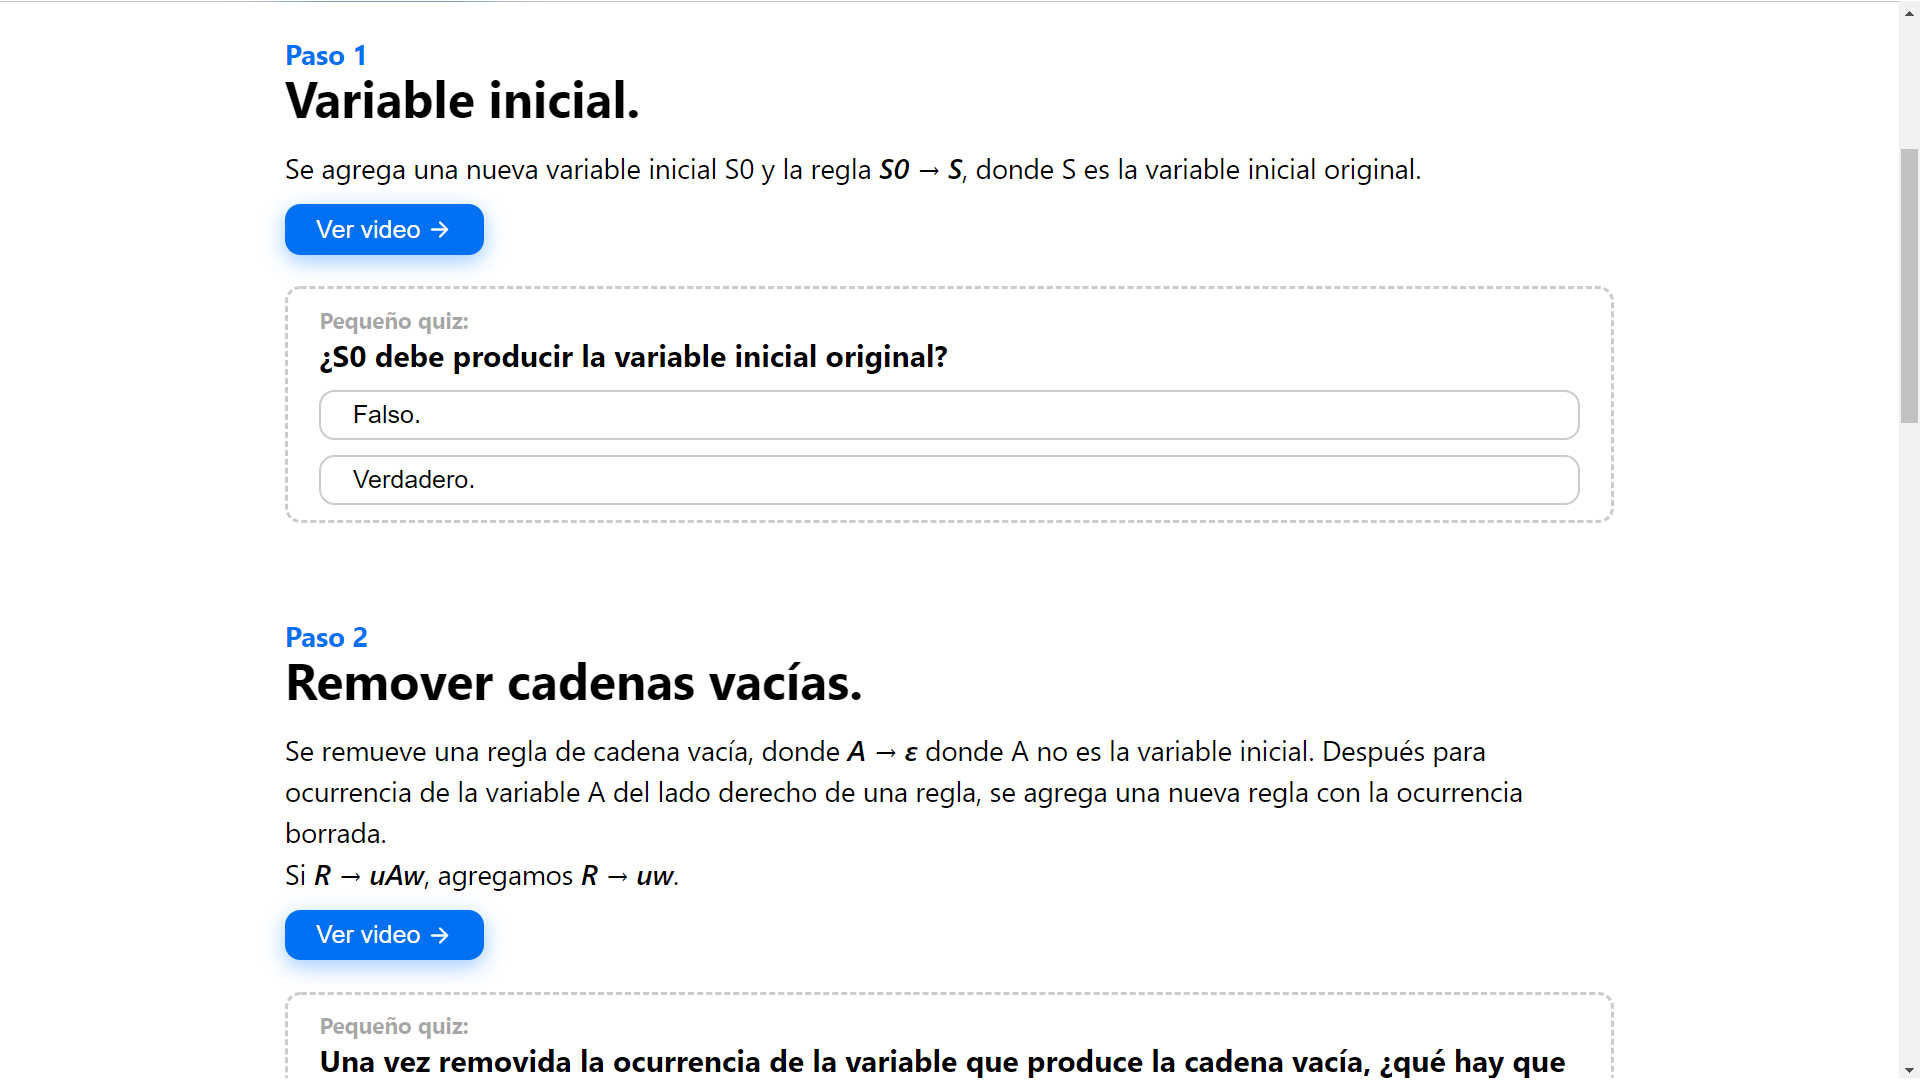 Paso 1
Variable inicial.
Se agrega una nueva variable inicial S0 y la regla S0 → S, donde S es la variable inicial original.
Ver video →
Pequeño quiz:
¿S0 debe producir la variable inicial original?
Falso.
Verdadero.
Paso 2
Remover cadenas vacías.
Se remueve una regla de cadena vacía, donde A → ε donde A no es la variable inicial. Después para
ocurrencia de la variable A del lado derecho de una regla, se agrega una nueva regla con la ocurrencia
borrada.
Si R → uAw, agregamos R → uw.
Ver video →
Pequeño quiz:
Una vez removida la ocurrencia de la variable que produce la cadena vacía, ¿qué hay que